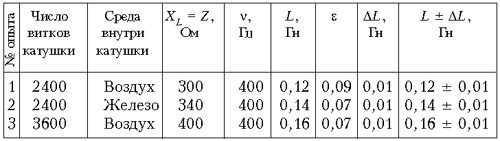 № опыта Число витков катушки Среда внутри катушки X_L = Z, Ом ν, Гц L, Гн ε ΔL, Гн L ± ΔL, Гн
1 2400 Воздух 300 400 0,12 0,09 0,01 0,12 ± 0,01
2 2400 Железо 340 400 0,14 0,07 0,01 0,14 ± 0,01
3 3600 Воздух 400 400 0,16 0,07 0,01 0,16 ± 0,01